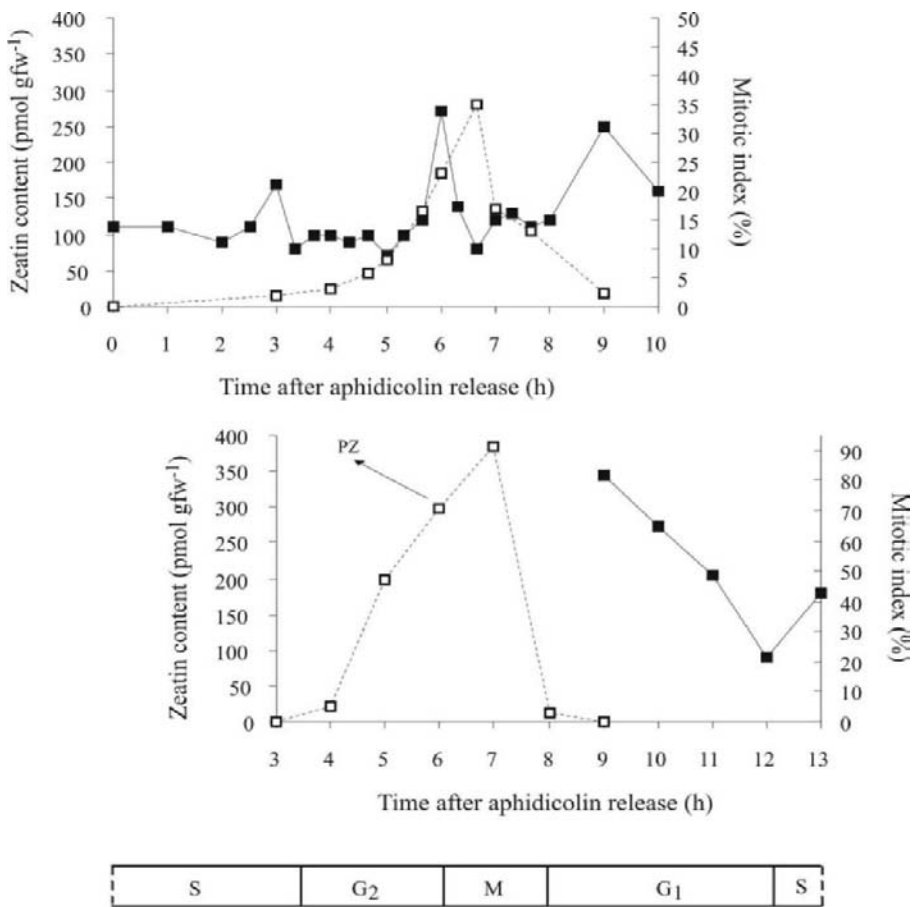 400 50
350 45
300 40
250 35
200 30
150 25
100 20
50 15
0 10
5
0
Zeatin content (pmol gfw-1)
Mitotic index (%)
0 1 2 3 4 5 6 7 8 9 10
Time after aphidicolin release (h)
400 90
350 80
300 70
250 60
200 50
150 40
100 30
50 20
0 10
0
Zeatin content (pmol gfw-1)
Mitotic index (%)
PZ
3 4 5 6 7 8 9 10 11 12 13
Time after aphidicolin release (h)
S G2 M G1 S